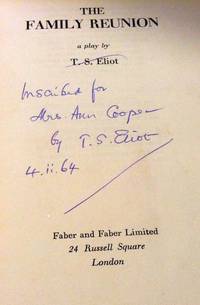 THE
FAMILY REUNION
a play by
T. S. Eliot
Inscribed for
Mrs. Ann Cooper
by T. S. Eliot
4.ii.64
Faber and Faber Limited
24 Russell Square
London